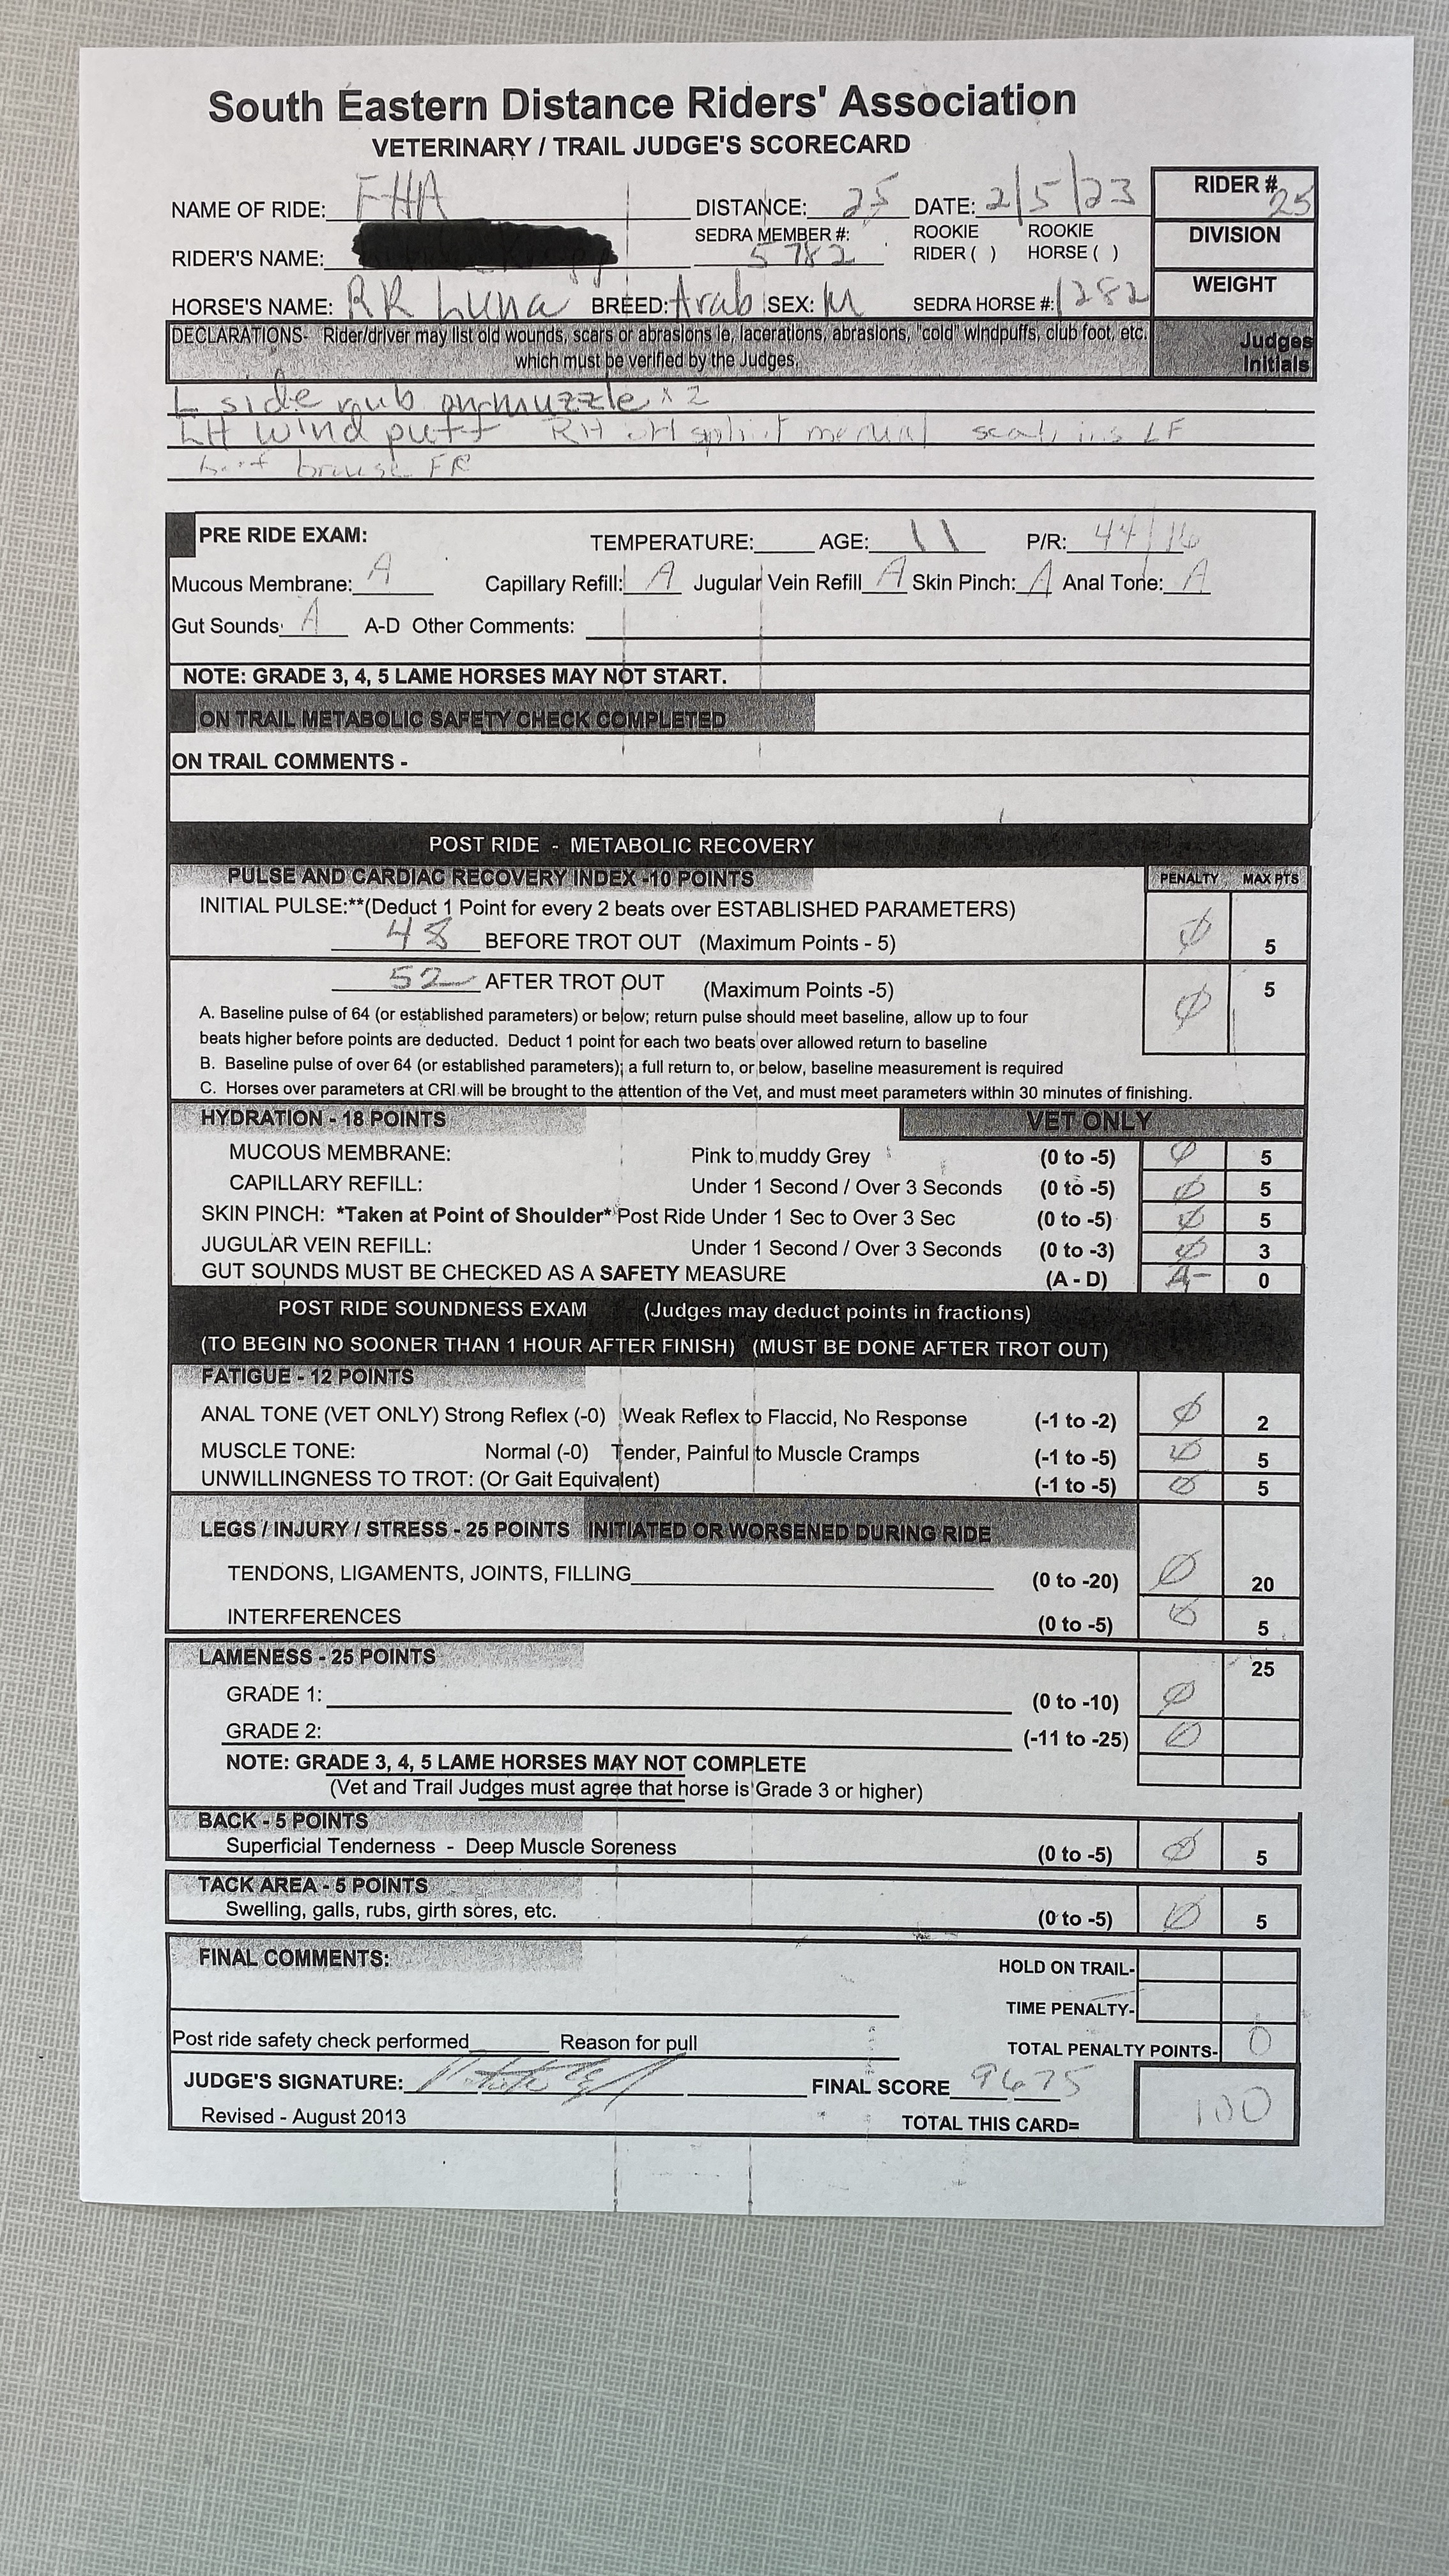 South Eastern Distance Riders' Association
VETERINARY / TRAIL JUDGE'S SCORECARD
NAME OF RIDE: FHA DISTANCE: 25 DATE: 2/5/23 RIDER # 25
RIDER'S NAME: SEDRA MEMBER #: 5782 ROOKIE RIDER ( ) ROOKIE HORSE ( ) DIVISION
HORSE'S NAME: RR Luna BREED: Arab SEX: M SEDRA HORSE #: 1282 WEIGHT
DECLARATIONS- Rider/driver may list old wounds, scars or abrasions ie, lacerations, abrasions, "cold" windpuffs, club foot, etc. which must be verified by the Judges. Judges Initials
L side rub on muzzle x2
LH wind puff RH splint LF
FR
PRE RIDE EXAM: TEMPERATURE: AGE: 11 P/R: 44/16
Mucous Membrane: A Capillary Refill: A Jugular Vein Refill A Skin Pinch: A Anal Tone: A
Gut Sounds A A-D Other Comments:
NOTE: GRADE 3, 4, 5 LAME HORSES MAY NOT START.
ON TRAIL METABOLIC SAFETY CHECK COMPLETED
ON TRAIL COMMENTS -
POST RIDE - METABOLIC RECOVERY
PULSE AND CARDIAC RECOVERY INDEX -10 POINTS PENALTY MAX PTS
INITIAL PULSE:**(Deduct 1 Point for every 2 beats over ESTABLISHED PARAMETERS)
48 BEFORE TROT OUT (Maximum Points - 5) Ø 5
52 AFTER TROT OUT (Maximum Points -5) Ø 5
A. Baseline pulse of 64 (or established parameters) or below; return pulse should meet baseline, allow up to four
beats higher before points are deducted. Deduct 1 point for each two beats over allowed return to baseline
B. Baseline pulse of over 64 (or established parameters); a full return to, or below, baseline measurement is required
C. Horses over parameters at CRI will be brought to the attention of the Vet, and must meet parameters within 30 minutes of finishing.
HYDRATION - 18 POINTS VET ONLY
MUCOUS MEMBRANE: Pink to muddy Grey (0 to -5) Ø 5
CAPILLARY REFILL: Under 1 Second / Over 3 Seconds (0 to -5) Ø 5
SKIN PINCH: *Taken at Point of Shoulder* Post Ride Under 1 Sec to Over 3 Sec (0 to -5) Ø 5
JUGULAR VEIN REFILL: Under 1 Second / Over 3 Seconds (0 to -3) Ø 3
GUT SOUNDS MUST BE CHECKED AS A SAFETY MEASURE (A - D) A- 0
POST RIDE SOUNDNESS EXAM (Judges may deduct points in fractions)
(TO BEGIN NO SOONER THAN 1 HOUR AFTER FINISH) (MUST BE DONE AFTER TROT OUT)
FATIGUE - 12 POINTS
ANAL TONE (VET ONLY) Strong Reflex (-0) Weak Reflex to Flaccid, No Response (-1 to -2) Ø 2
MUSCLE TONE: Normal (-0) Tender, Painful to Muscle Cramps (-1 to -5) Ø 5
UNWILLINGNESS TO TROT: (Or Gait Equivalent) (-1 to -5) Ø 5
LEGS / INJURY / STRESS - 25 POINTS INITIATED OR WORSENED DURING RIDE
TENDONS, LIGAMENTS, JOINTS, FILLING (0 to -20) Ø 20
INTERFERENCES (0 to -5) Ø 5
LAMENESS - 25 POINTS 25
GRADE 1: (0 to -10) Ø
GRADE 2: (-11 to -25) Ø
NOTE: GRADE 3, 4, 5 LAME HORSES MAY NOT COMPLETE
(Vet and Trail Judges must agree that horse is Grade 3 or higher)
BACK - 5 POINTS
Superficial Tenderness - Deep Muscle Soreness (0 to -5) Ø 5
TACK AREA - 5 POINTS
Swelling, galls, rubs, girth sores, etc. (0 to -5) Ø 5
FINAL COMMENTS: HOLD ON TRAIL-
TIME PENALTY-
Post ride safety check performed Reason for pull TOTAL PENALTY POINTS- 0
JUDGE'S SIGNATURE: FINAL SCORE 9675
Revised - August 2013 TOTAL THIS CARD= 100